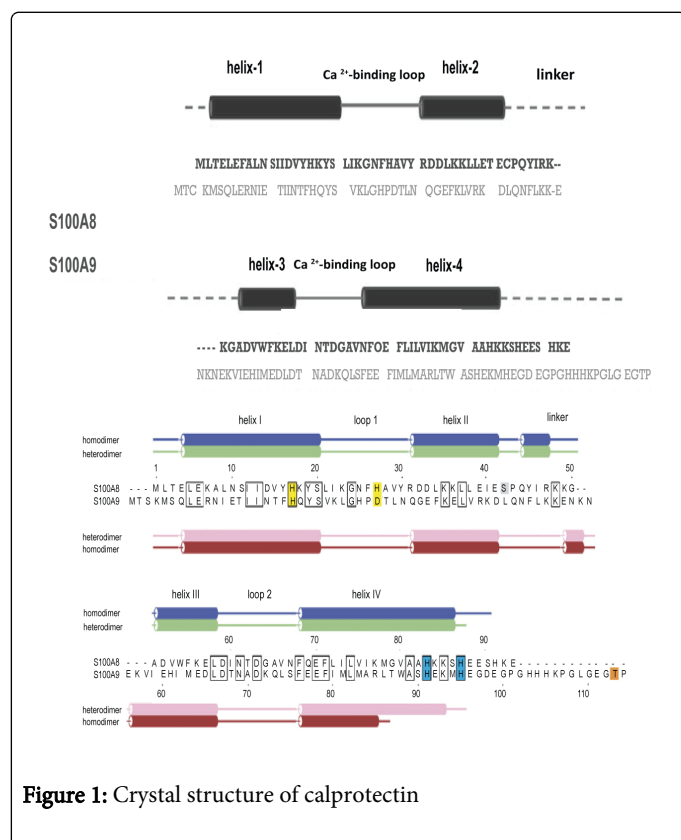 helix-1 Ca 2+-binding loop helix-2 linker
MLTELEFALN SIIDVYHKYS LIKGNFHAVY RDDLKKLLET ECPQYIRK--
MTC KMSQLERNIE TIINTFHQYS VKLGHPDTLN QGEFKLVRK DLQNFLKK-E
S100A8
S100A9
helix-3 Ca 2+-binding loop helix-4
---- KGADVWFKELDI NTDGAVNFOE FLILVIKMGV AAHKKSHEES HKE
NKNEKVIEHIMEDLDT NADKQLSFEE FIMLMARLTW ASHEKMHEGD EGPGHHHKPGLG EGTP
helix I loop 1 helix II linker
homodimer
heterodimer
1 10 20 30 40 50
S100A8 - - - M L T E L E K A L N S I I D V Y H K Y S L I K G N F H A V Y R D D L K K L L E I E S P Q Y I R K K G - -
S100A9 M T S K M S Q L E R N I E T I I N T F H Q Y S V K L G H P D T L N Q G E F K E L V R K D L Q N F L K K E N K N
heterodimer
homodimer
helix III loop 2 helix IV
homodimer
heterodimer
60 70 80 90
S100A8 - - - A D V W F K E L D I N T D G A V N F Q E F L I L V I K M G V A A H K K S H E E S H K E - - - - - - - - - - - - -
S100A9 E K V I E H I M E D L D T N A D K Q L S F E E F I M L M A R L T W A S H E K M H E G D E G P G H H H K P G L G E G T P
60 70 80 90 100 110
heterodimer
homodimer
Figure 1: Crystal structure of calprotectin